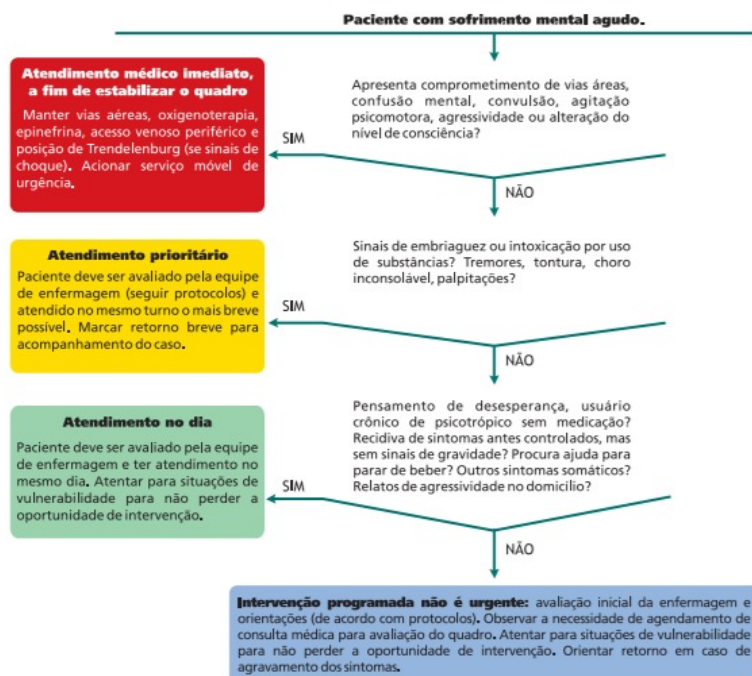 Paciente com sofrimento mental agudo.
Atendimento médico imediato,
a fim de estabilizar o quadro
Manter vias aéreas, oxigenoterapia,
epinefrina, acesso venoso periférico e
posição de Trendelenburg (se sinais de
choque). Acionar serviço móvel de
urgência.
SIM
Apresenta comprometimento de vias áreas,
confusão mental, convulsão, agitação
psicomotora, agressividade ou alteração do
nível de consciência?
NÃO
Atendimento prioritário
Paciente deve ser avaliado pela equipe
de enfermagem (seguir protocolos) e
atendido no mesmo turno o mais breve
possível. Marcar retorno breve para
acompanhamento do caso.
SIM
Sinais de embriaguez ou intoxicação por uso
de substâncias? Tremores, tontura, choro
inconsolável, palpitações?
NÃO
Atendimento no dia
Paciente deve ser avaliado pela equipe
de enfermagem e ter atendimento no
mesmo dia. Atentar para situações de
vulnerabilidade para não perder a
oportunidade de intervenção.
SIM
Pensamento de desesperança, usuário
crônico de psicotrópico sem medicação?
Recidiva de sintomas antes controlados, mas
sem sinais de gravidade? Procura ajuda para
parar de beber? Outros sintomas somáticos?
Relatos de agressividade no domicílio?
NÃO
Intervenção programada não é urgente: avaliação inicial da enfermagem e
orientações (de acordo com protocolos). Observar a necessidade de agendamento de
consulta médica para avaliação do quadro. Atentar para situações de vulnerabilidade
para não perder a oportunidade de intervenção. Orientar retorno em caso de
agravamento dos sintomas.